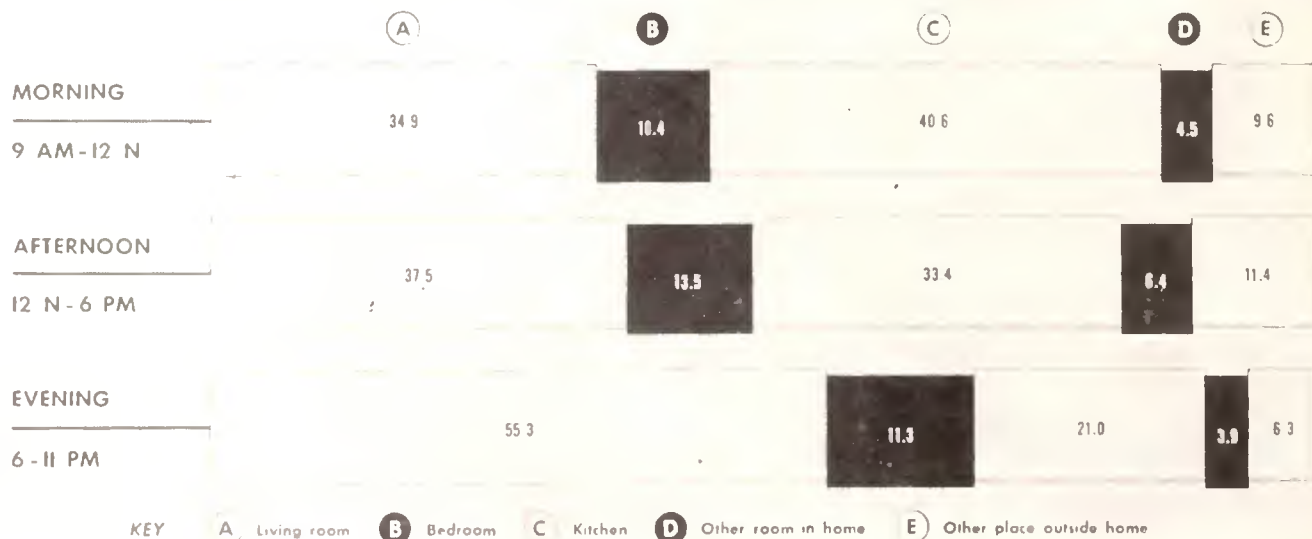 A B C D E
MORNING
34 9 10.4 40 6 4.5 9 6
9 AM-12 N
AFTERNOON
37 5 13.5 33 4 6.4 11.4
12 N-6 PM
EVENING
55 3 11.3 21.0 3.9 6 3
6-11 PM
KEY A Living room B Bedroom C Kitchen D Other room in home E Other place outside home